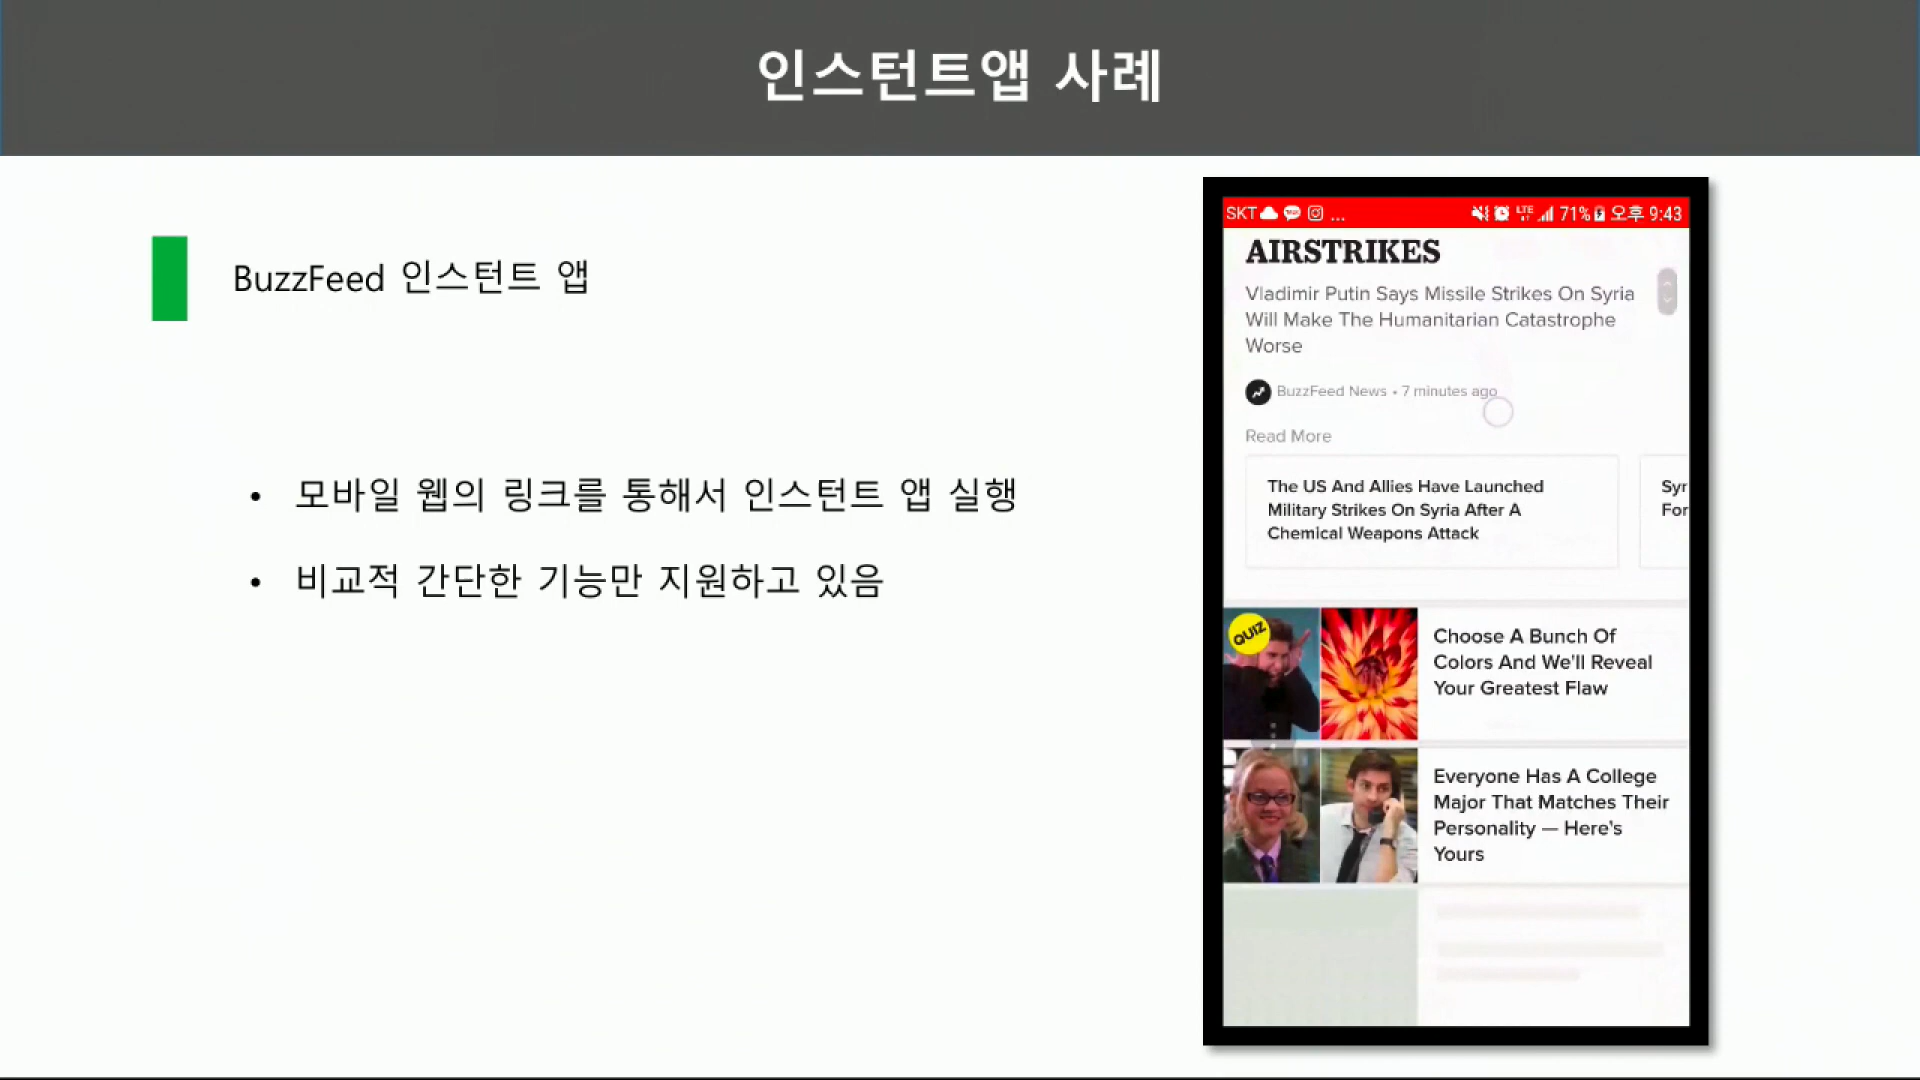 인스턴트앱 사례
BuzzFeed 인스턴트 앱
• 모바일 웹의 링크를 통해서 인스턴트 앱 실행
• 비교적 간단한 기능만 지원하고 있음
SKT ... LTE 71% 오후 9:43
AIRSTRIKES
Vladimir Putin Says Missile Strikes On Syria
Will Make The Humanitarian Catastrophe
Worse
BuzzFeed News • 7 minutes ago
Read More
The US And Allies Have Launched
Military Strikes On Syria After A
Chemical Weapons Attack
Syr
For
QUIZ
Choose A Bunch Of
Colors And We'll Reveal
Your Greatest Flaw
Everyone Has A College
Major That Matches Their
Personality — Here's
Yours